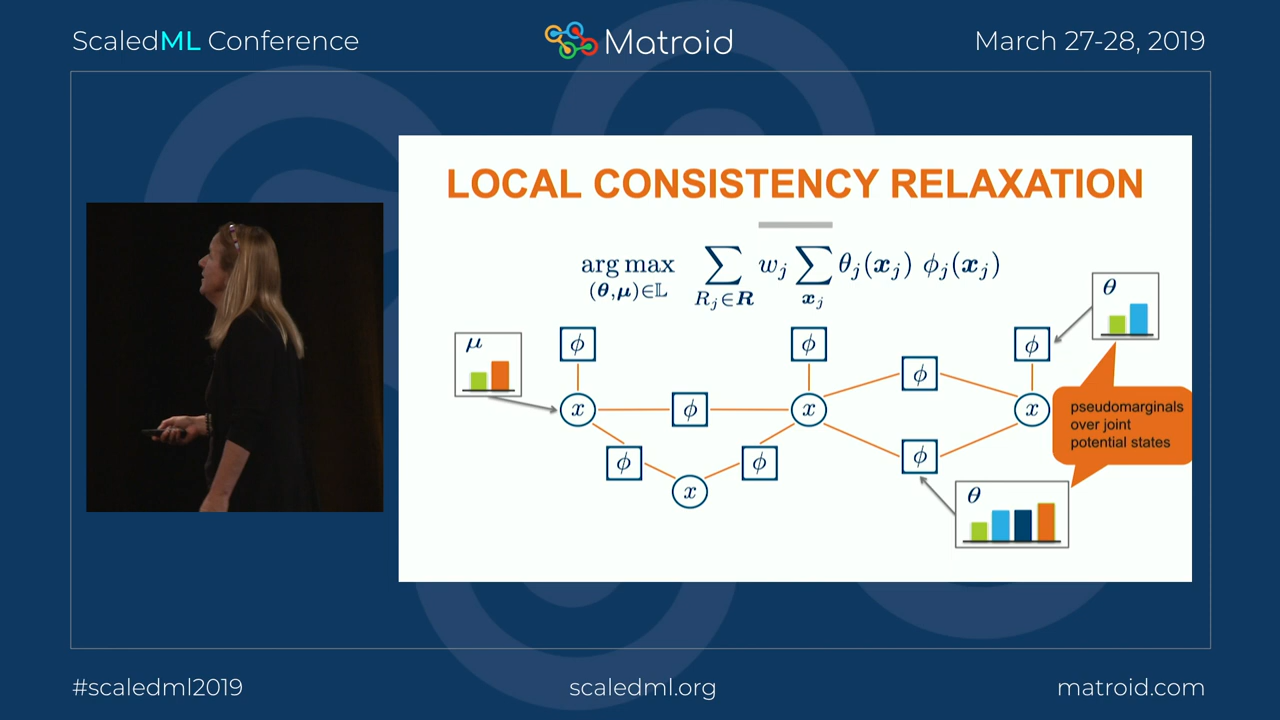 ScaledML Conference
Matroid
March 27-28, 2019
LOCAL CONSISTENCY RELAXATION
arg max (θ,μ)∈𝕃 ∑ R_j∈R w_j ∑ x_j θ_j(x_j) ϕ_j(x_j)
θ
μ
ϕ
ϕ
ϕ
ϕ
x
ϕ
x
x
pseudomarginals
over joint
potential states
ϕ
ϕ
ϕ
x
θ
#scaledml2019
scaledml.org
matroid.com